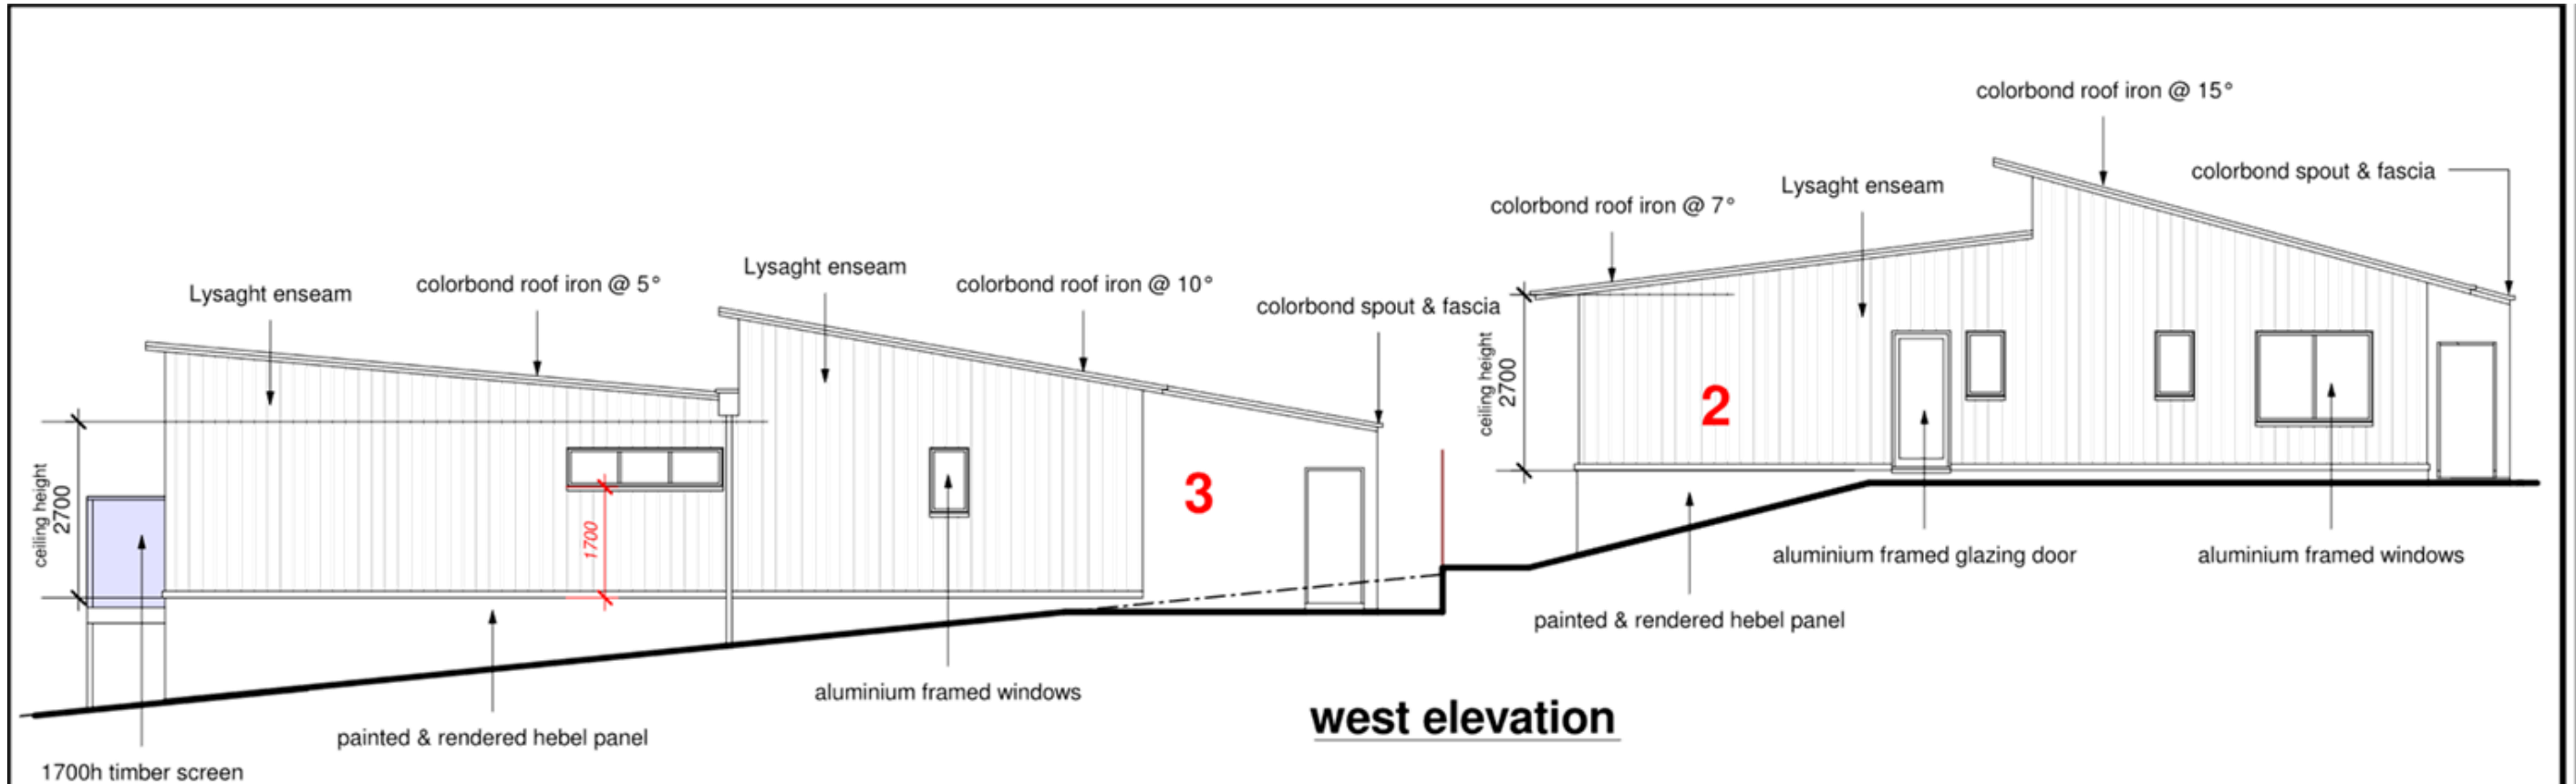 colorbond roof iron @ 15°
colorbond spout & fascia
Lysaght enseam
colorbond roof iron @ 7°
Lysaght enseam
colorbond roof iron @ 5°
Lysaght enseam
colorbond roof iron @ 10°
colorbond spout & fascia
ceiling height
2700
2
3
ceiling height
2700
1700
aluminium framed glazing door
aluminium framed windows
painted & rendered hebel panel
aluminium framed windows
west elevation
painted & rendered hebel panel
1700h timber screen